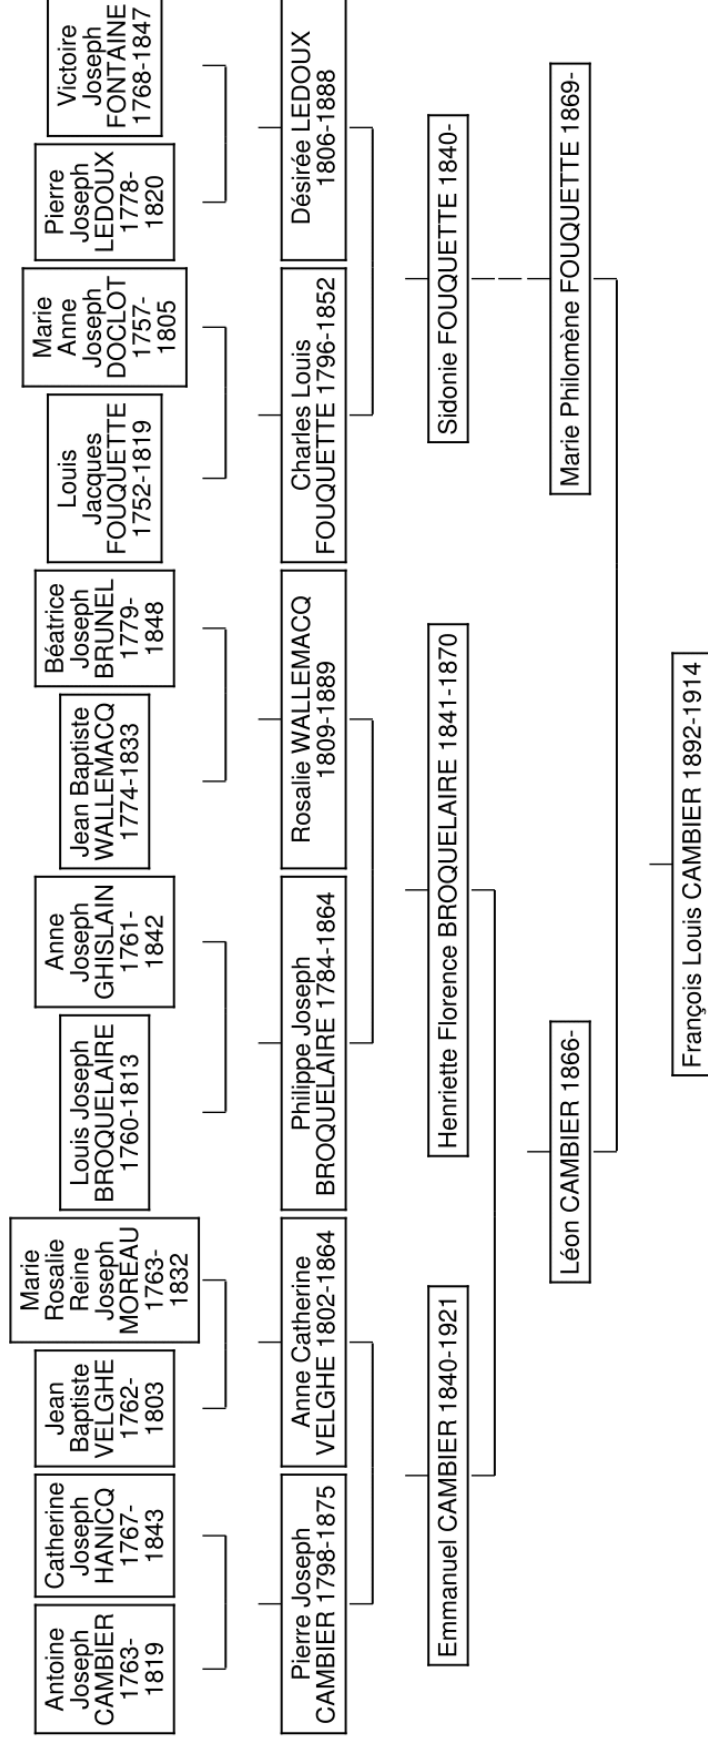 Antoine
Joseph
CAMBIER
1763-
1819
Catherine
Joseph
HANICQ
1767-
1843
Jean
Baptiste
VELGHE
1762-
1803
Marie
Rosalie
Reine
Joseph
MOREAU
1763-
1832
Louis Joseph
BROQUELAIRE
1760-1813
Anne
Joseph
GHISLAIN
1761-
1842
Jean Baptiste
WALLEMACQ
1774-1833
Béatrice
Joseph
BRUNEL
1779-
1848
Louis
Jacques
FOUQUETTE
1752-1819
Marie
Anne
Joseph
DOCLOT
1757-
1805
Pierre
Joseph
LEDOUX
1778-
1820
Victoire
Joseph
FONTAINE
1768-1847
Pierre Joseph
CAMBIER 1798-1875
Anne Catherine
VELGHE 1802-1864
Philippe Joseph
BROQUELAIRE 1784-1864
Rosalie WALLEMACQ
1809-1889
Charles Louis
FOUQUETTE 1796-1852
Désirée LEDOUX
1806-1888
Emmanuel CAMBIER 1840-1921
Henriette Florence BROQUELAIRE 1841-1870
Sidonie FOUQUETTE 1840-
Léon CAMBIER 1866-
Marie Philomène FOUQUETTE 1869-
François Louis CAMBIER 1892-1914